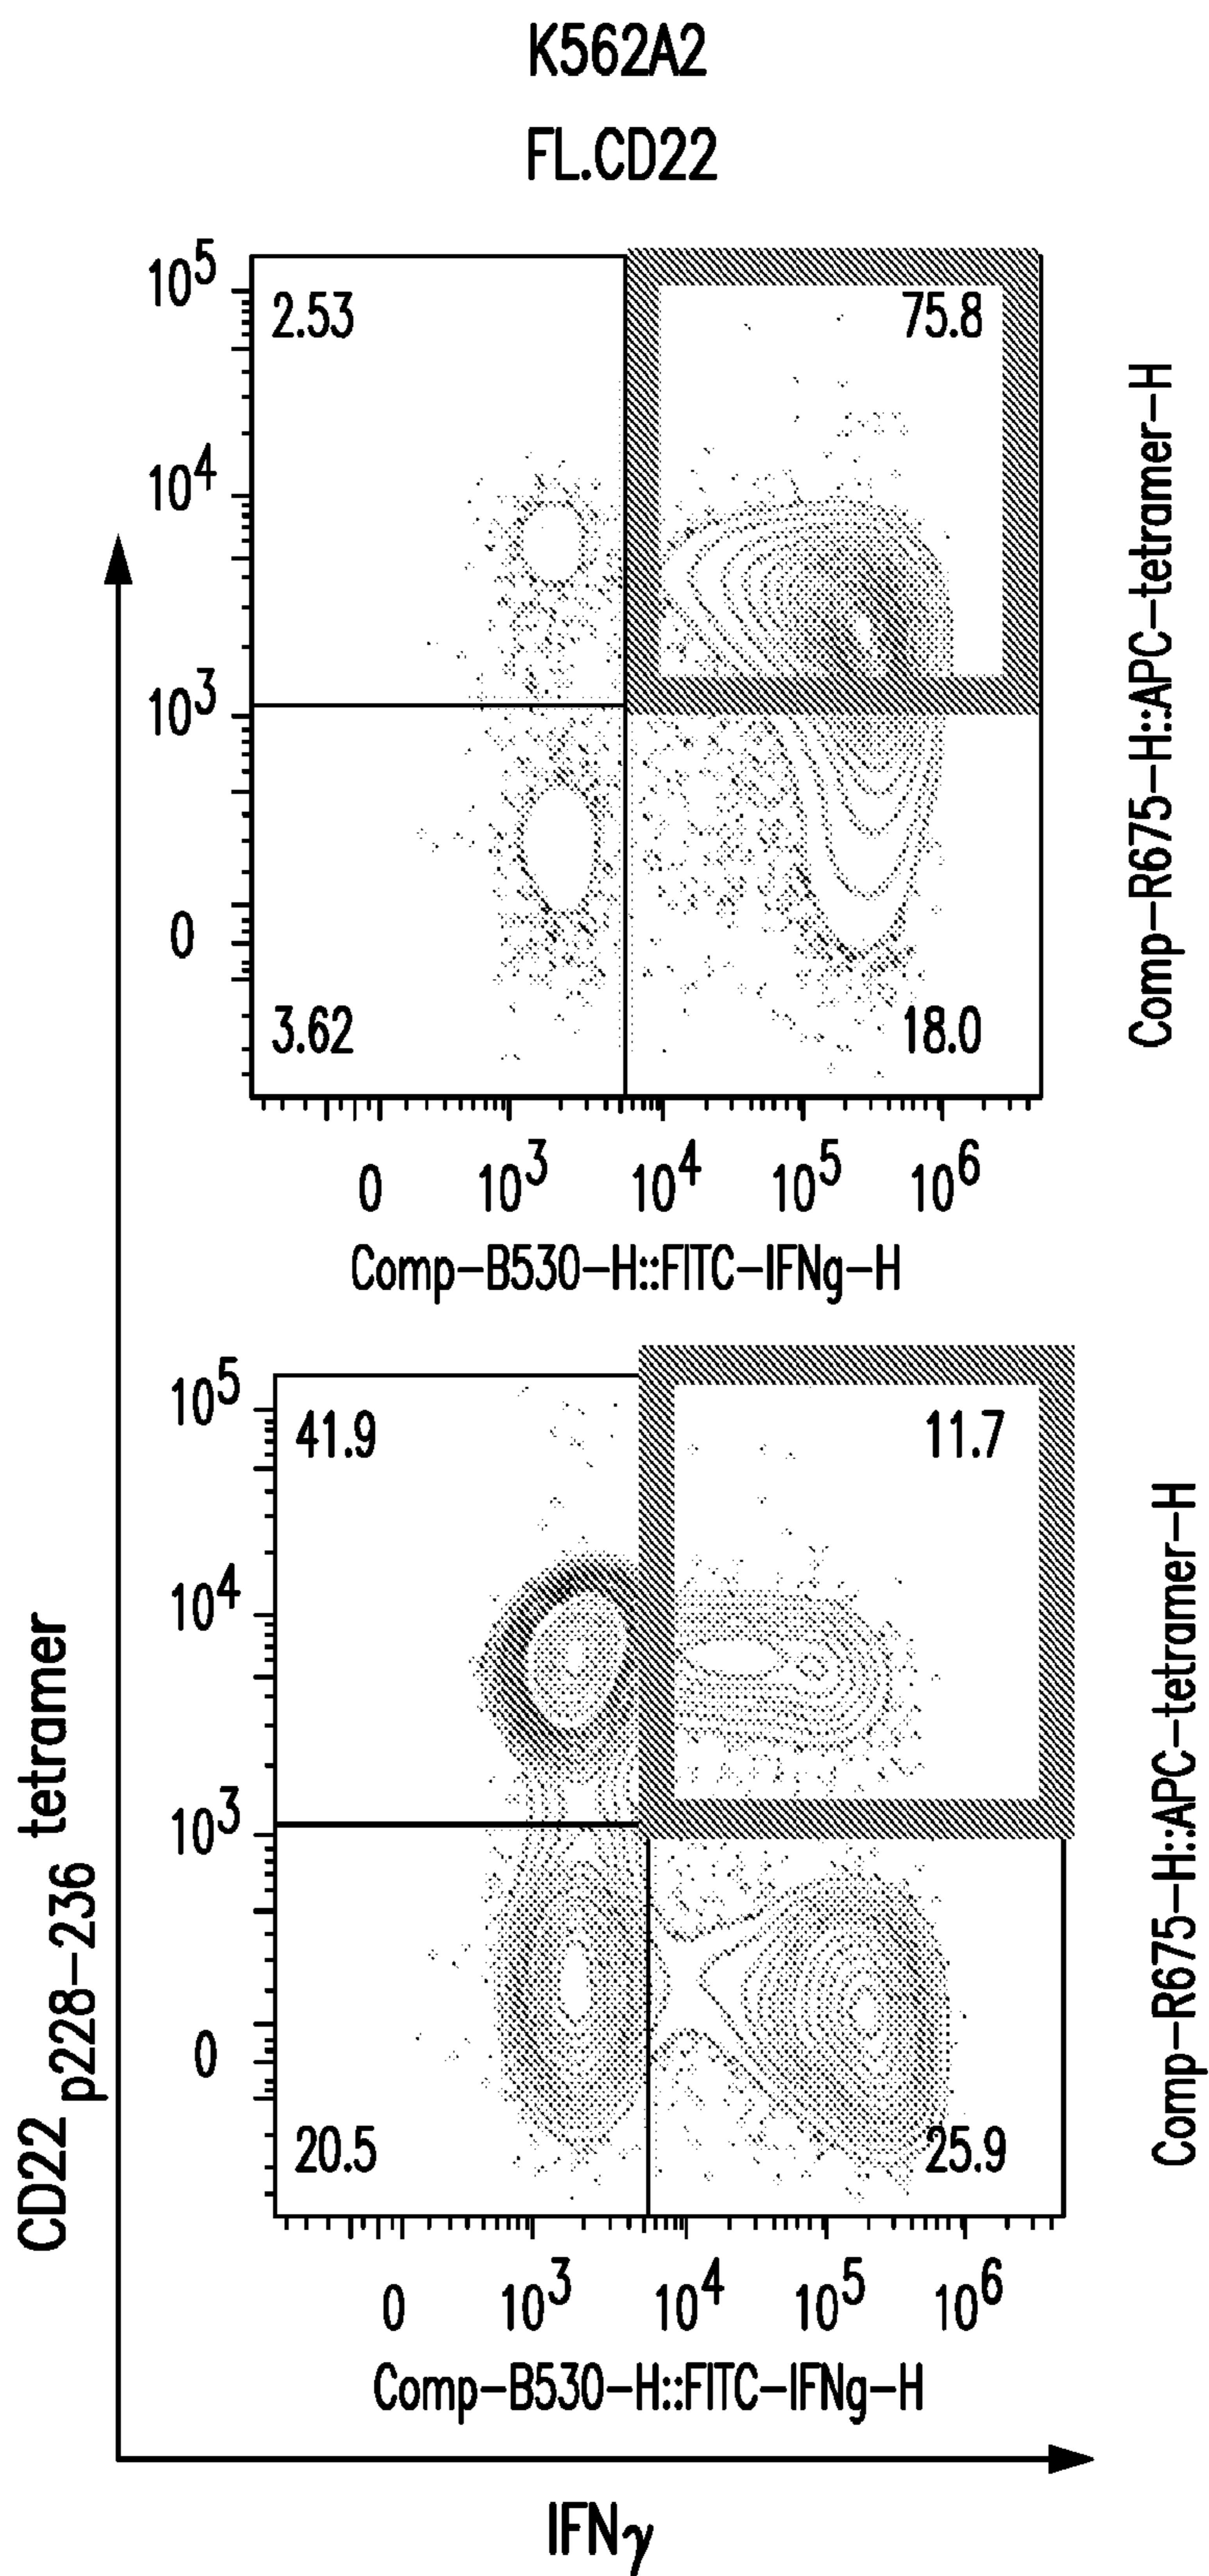 K562A2
FL.CD22
10^5
2.53
75.8
10^4
10^3
0
3.62
18.0
0 10^3 10^4 10^5 10^6
Comp-B530-H::FITC-IFNg-H
Comp-R675-H::APC-tetramer-H
10^5
41.9
11.7
10^4
10^3
0
20.5
25.9
0 10^3 10^4 10^5 10^6
Comp-B530-H::FITC-IFNg-H
Comp-R675-H::APC-tetramer-H
CD22 p228-236 tetramer
IFNγ